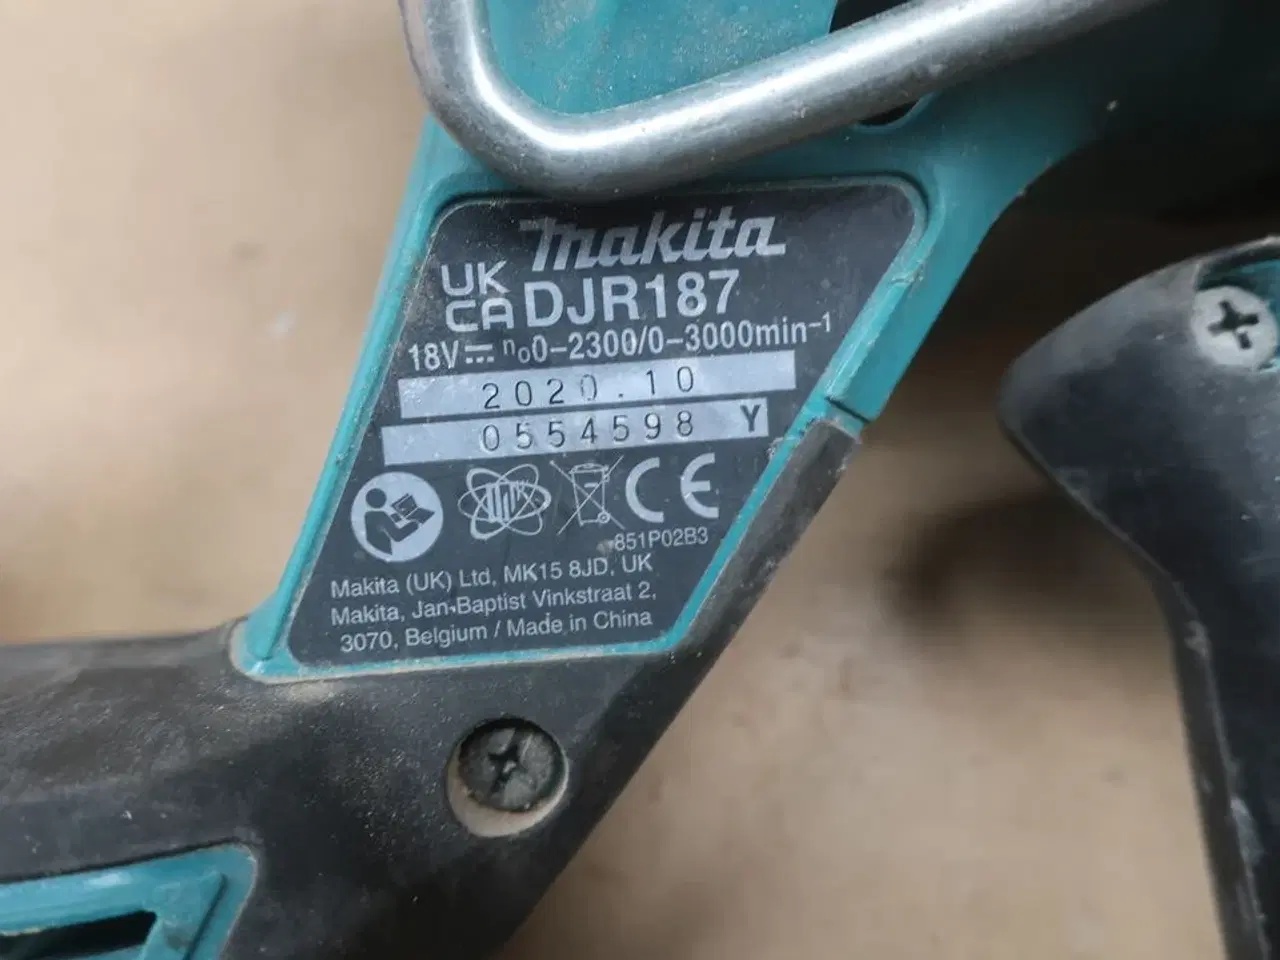 makita
UK
CA DJR187
18V⎓ n₀0-2300/0-3000min⁻¹
2020.10
0554598 Y
CE
851P02B3
Makita (UK) Ltd, MK15 8JD, UK
Makita, Jan-Baptist Vinkstraat 2,
3070, Belgium / Made in China